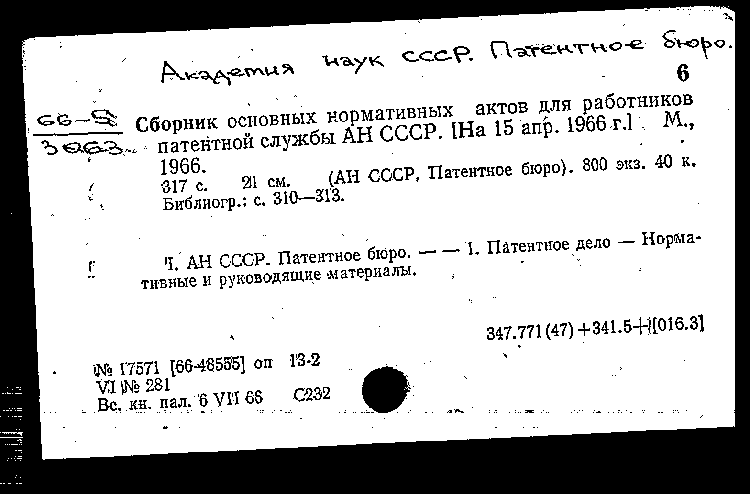 Академия наук СССР. Патентное бюро.
6
66-5
3063
Сборник основных нормативных актов для работников
патентной службы АН СССР. [На 15 апр. 1966 г.] М.,
1966.
317 с. 21 см. (АН СССР, Патентное бюро). 800 экз. 40 к.
Библиогр.: с. 310—313.
I. АН СССР. Патентное бюро. — — 1. Патентное дело — Норма-
тивные и руководящие материалы.
347.771(47)+341.5+[016.3]
№ 17571 [66-48555] оп 13-2
VI № 281
Вс. кн. пал. 6 VII 66 С232